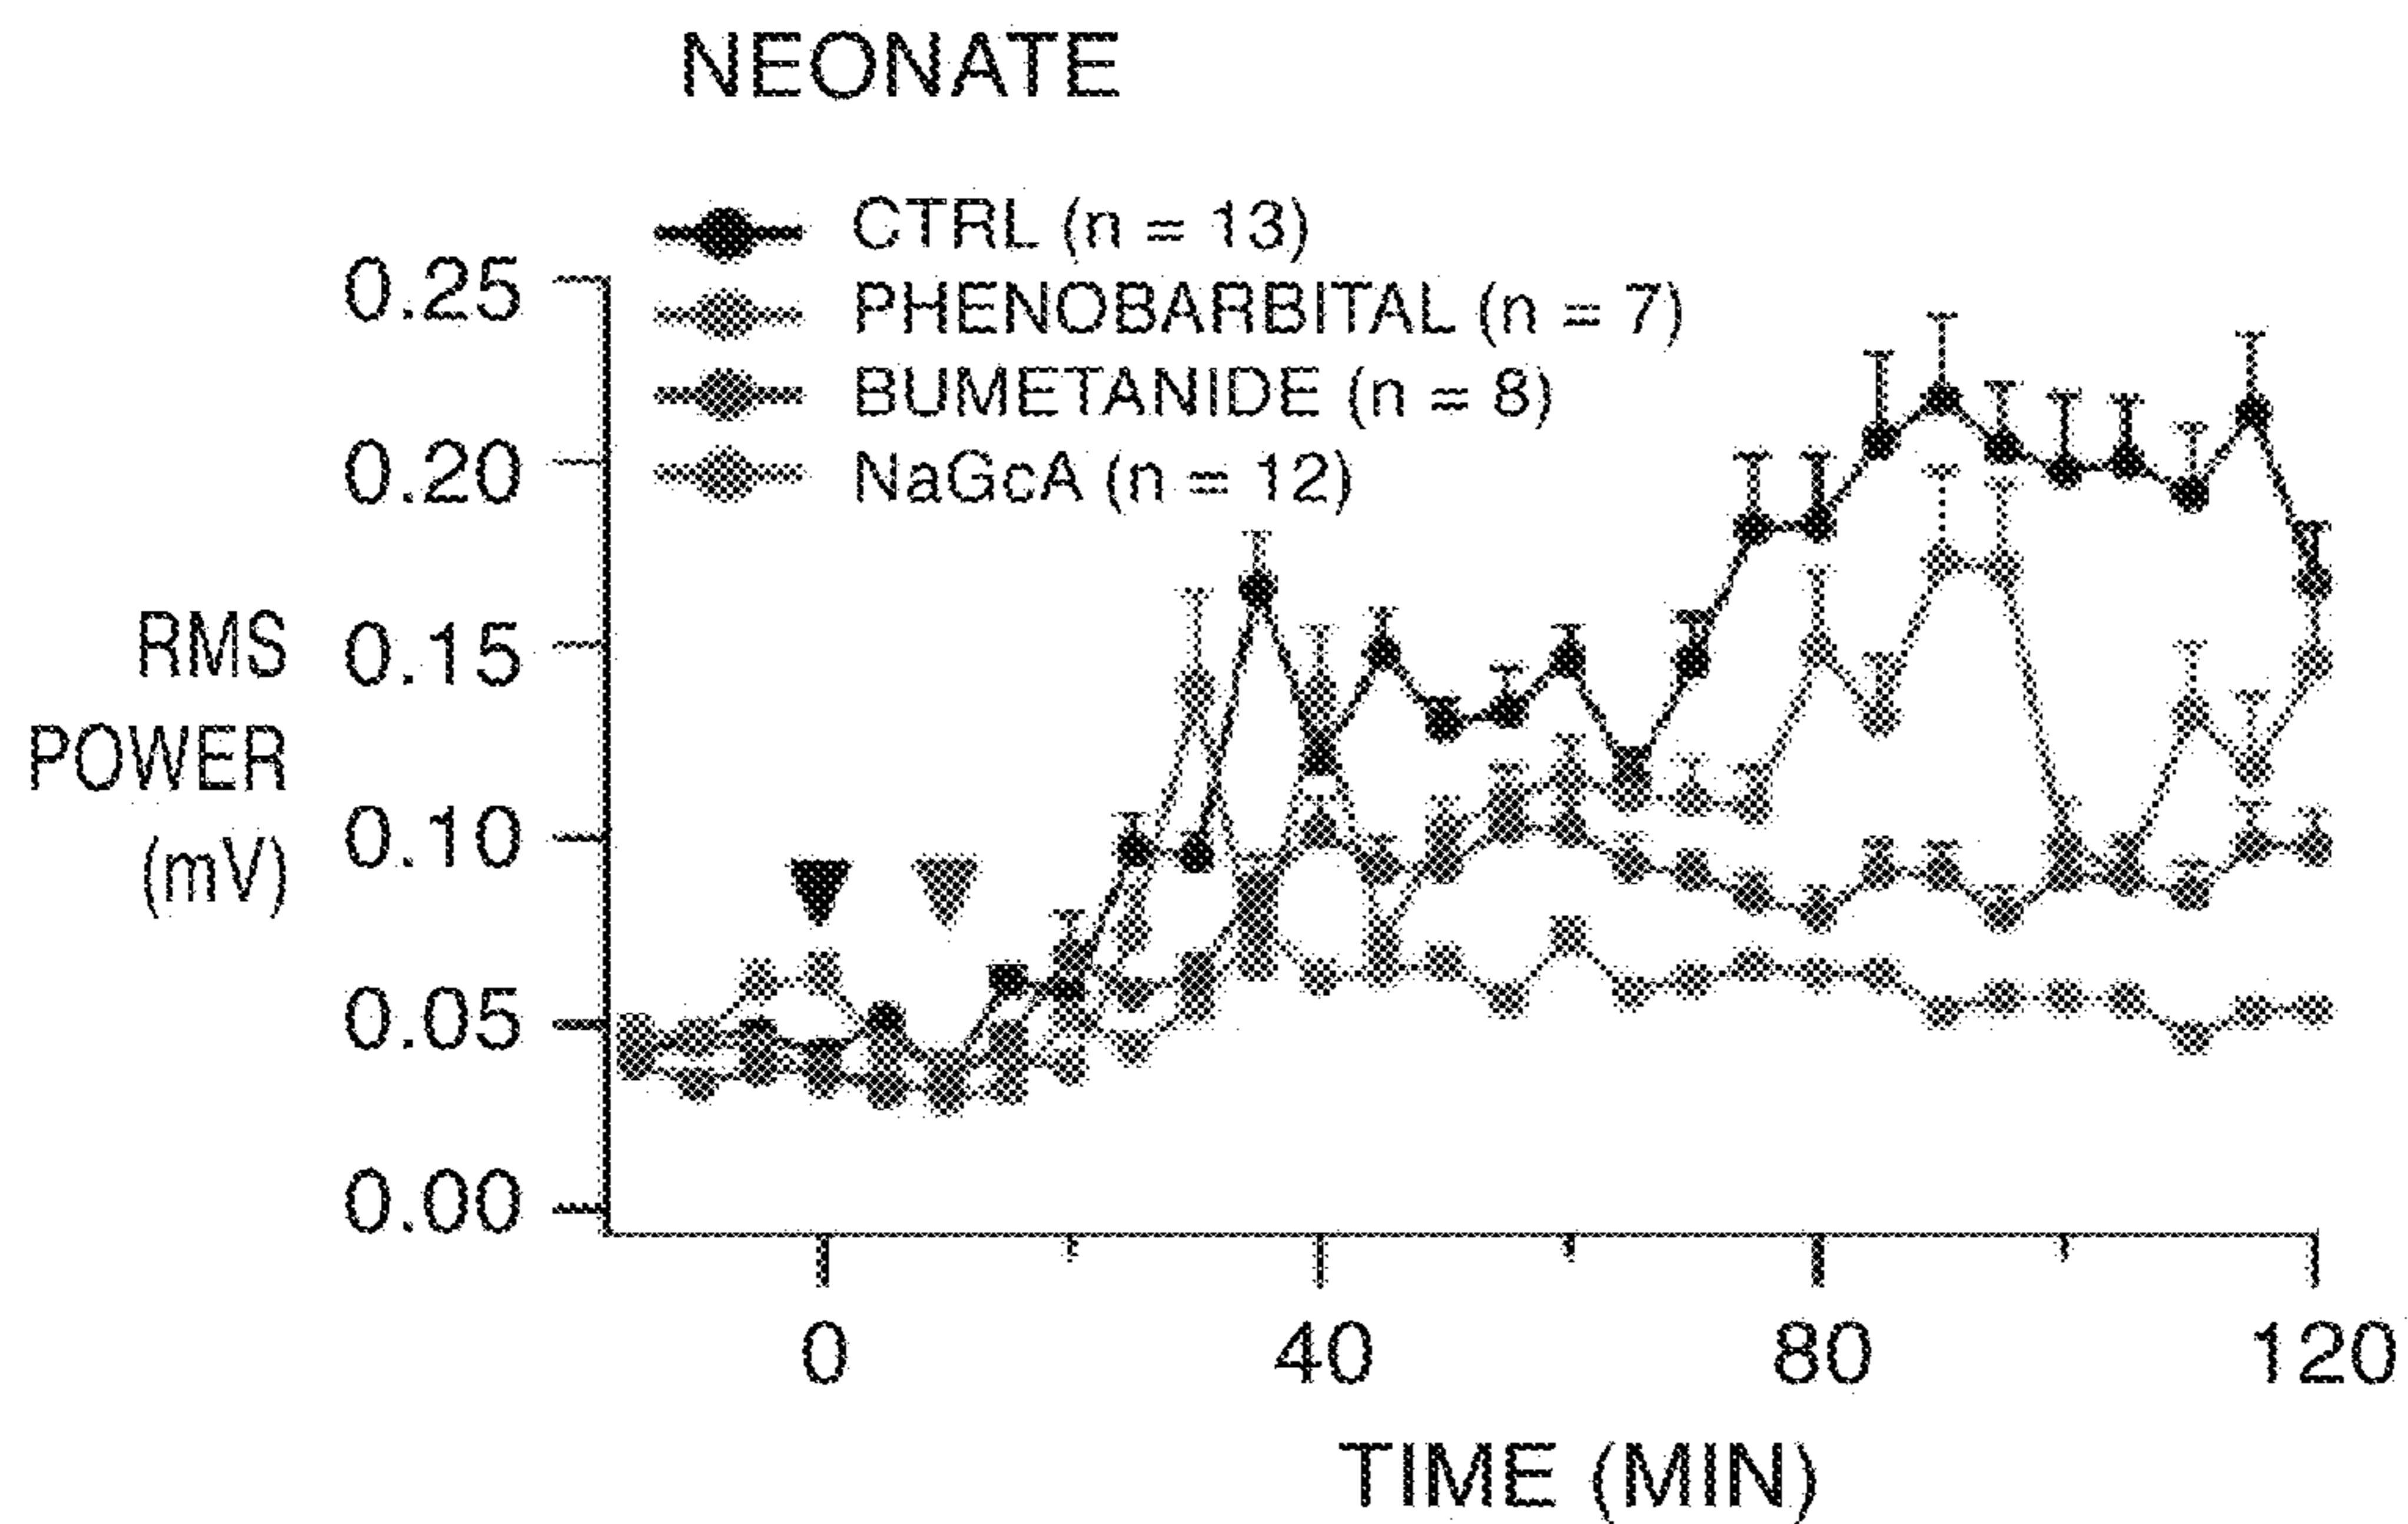 NEONATE
CTRL (n = 13)
PHENOBARBITAL (n = 7)
BUMETANIDE (n = 8)
NaGcA (n = 12)
0.25
0.20
0.15
0.10
0.05
0.00
RMS
POWER
(mV)
0 40 80 120
TIME (MIN)